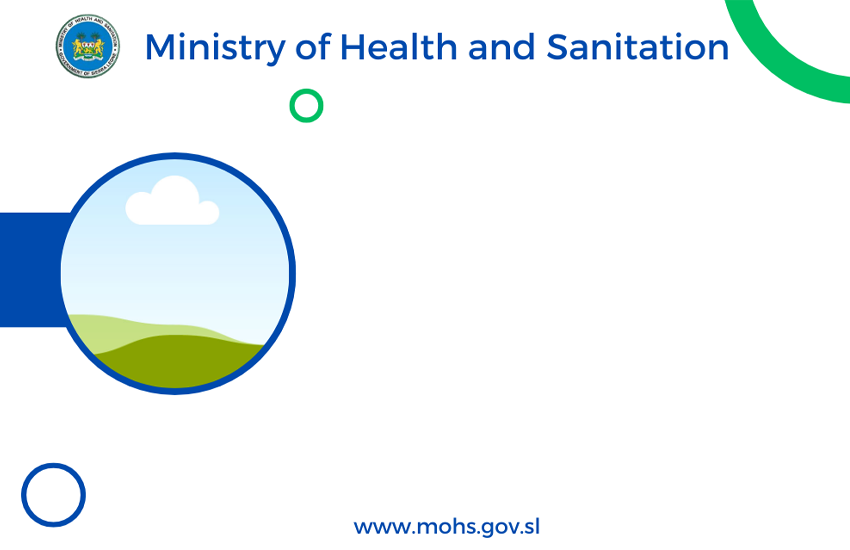 MINISTRY OF HEALTH AND SANITATION
GOVERNMENT OF SIERRA LEONE
Ministry of Health and Sanitation
www.mohs.gov.sl